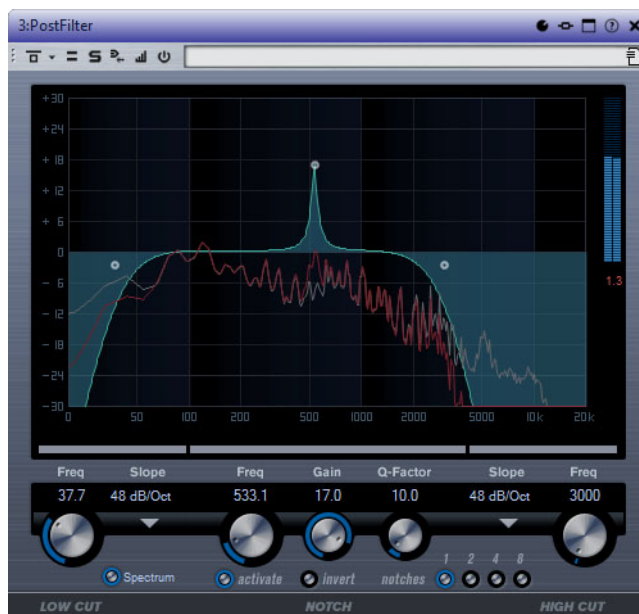 3:PostFilter
+30
+24
+18
+12
+6
0
-6
-12
-18
-24
-30
0 50 100 200 500 1000 2000 5000 10k 20k
1.3
Freq Slope Freq Gain Q-Factor Slope Freq
37.7 48 dB/Oct 533.1 17.0 10.0 48 dB/Oct 3000
1 2 4 8
Spectrum activate invert notches
LOW CUT NOTCH HIGH CUT